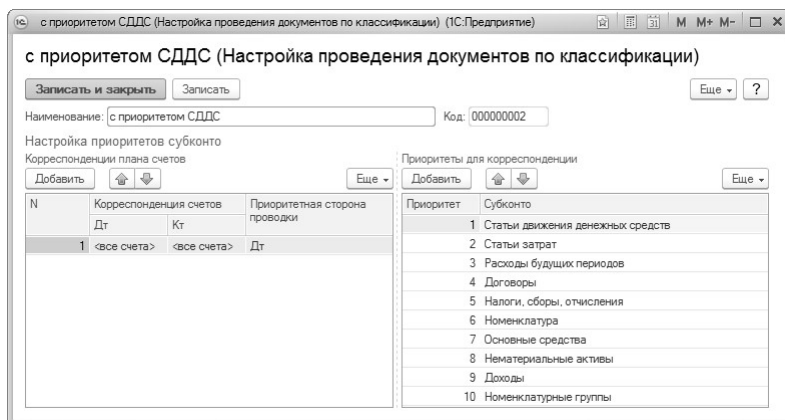 с приоритетом СДДС (Настройка проведения документов по классификации) (1С:Предприятие) 31 M M+ M-
с приоритетом СДДС (Настройка проведения документов по классификации)
Записать и закрыть Записать Еще ?
Наименование: с приоритетом СДДС Код: 000000002
Настройка приоритетов субконто
Корреспонденции плана счетов Приоритеты для корреспонденции
Добавить Еще Добавить Еще
N Корреспонденция счетов Приоритетная сторона проводки Приоритет Субконто
Дт Кт
1 <все счета> <все счета> Дт 1 Статьи движения денежных средств
2 Статьи затрат
3 Расходы будущих периодов
4 Договоры
5 Налоги, сборы, отчисления
6 Номенклатура
7 Основные средства
8 Нематериальные активы
9 Доходы
10 Номенклатурные группы